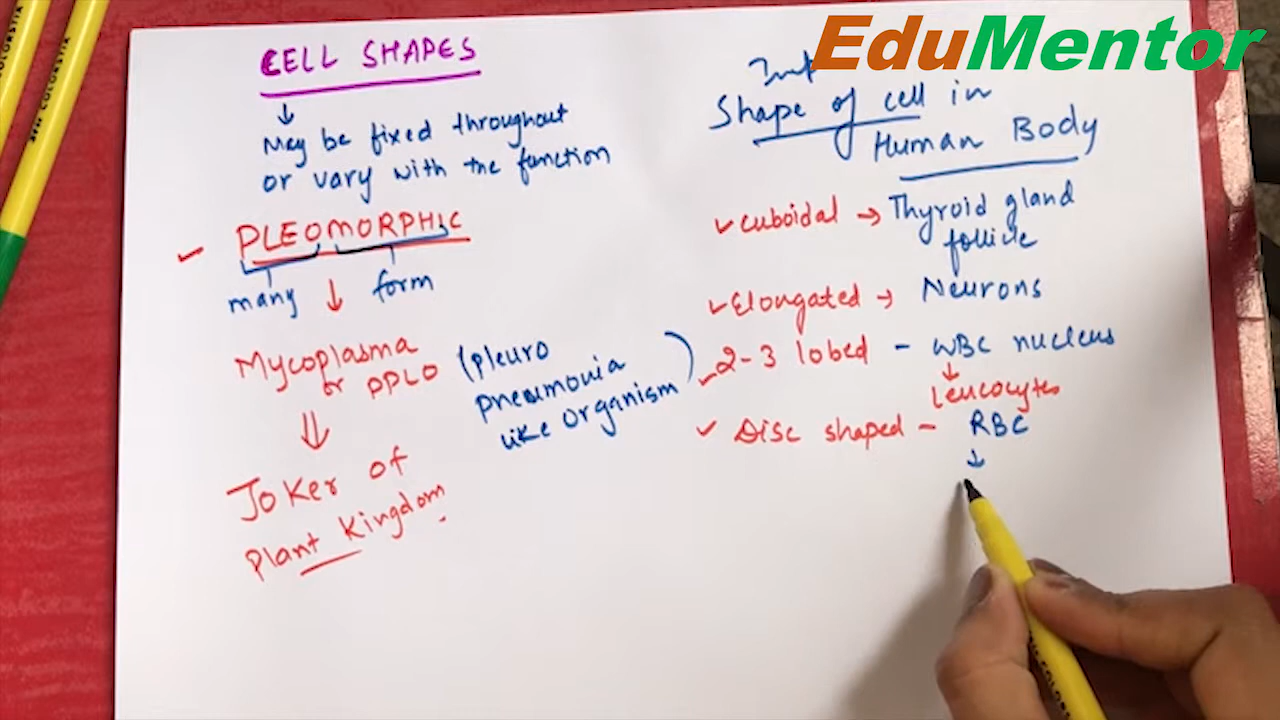 EduMentor
CELL SHAPES
↓
May be fixed throughout
or vary with the function
✓ PLEOMORPHIC
many ↓ form
Mycoplasma
or PPLO
(pleuro
pneumonia
like organism)
⇓
Joker of
Plant Kingdom
Imp
Shape of cell in
Human Body
✓ Cuboidal → Thyroid gland
follicle
✓ Elongated → Neurons
✓ 2-3 lobed - WBC nucleus
↓
Leucocytes
✓ Disc shaped - RBC
↓